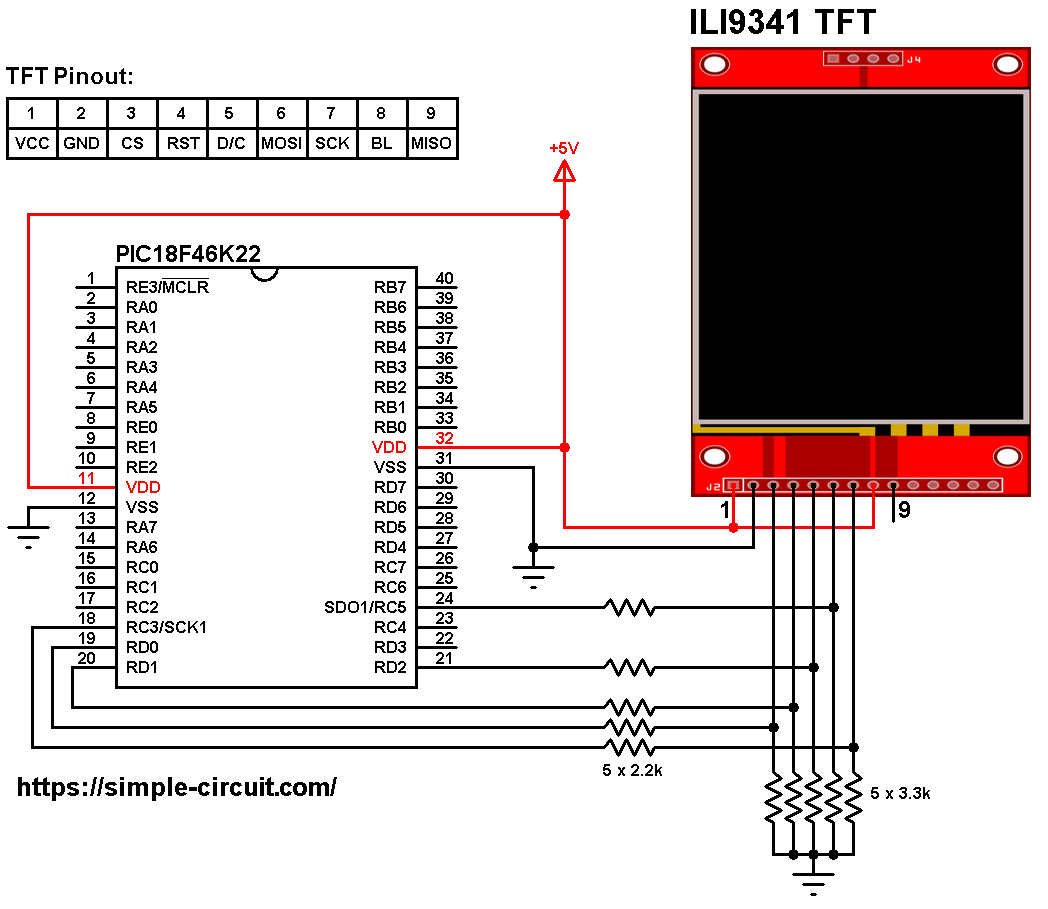 ILI9341 TFT
J4
TFT Pinout:
1 2 3 4 5 6 7 8 9
VCC GND CS RST D/C MOSI SCK BL MISO
+5V
PIC18F46K22
1 RE3/MCLR RB7 40
2 RA0 RB6 39
3 RA1 RB5 38
4 RA2 RB4 37
5 RA3 RB3 36
6 RA4 RB2 35
7 RA5 RB1 34
8 RE0 RB0 33
9 RE1 VDD 32
10 RE2 VSS 31
11 VDD RD7 30
12 VSS RD6 29
13 RA7 RD5 28
14 RA6 RD4 27
15 RC0 RC7 26
16 RC1 RC6 25
17 RC2 SDO1/RC5 24
18 RC3/SCK1 RC4 23
19 RD0 RD3 22
20 RD1 RD2 21
J2
1 9
5 x 2.2k
5 x 3.3k
https://simple-circuit.com/